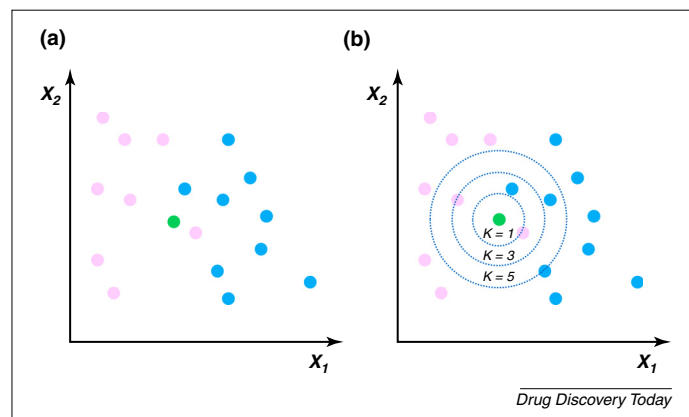 (a)
(b)
X2
X2
K = 1
K = 3
K = 5
X1
X1
Drug Discovery Today